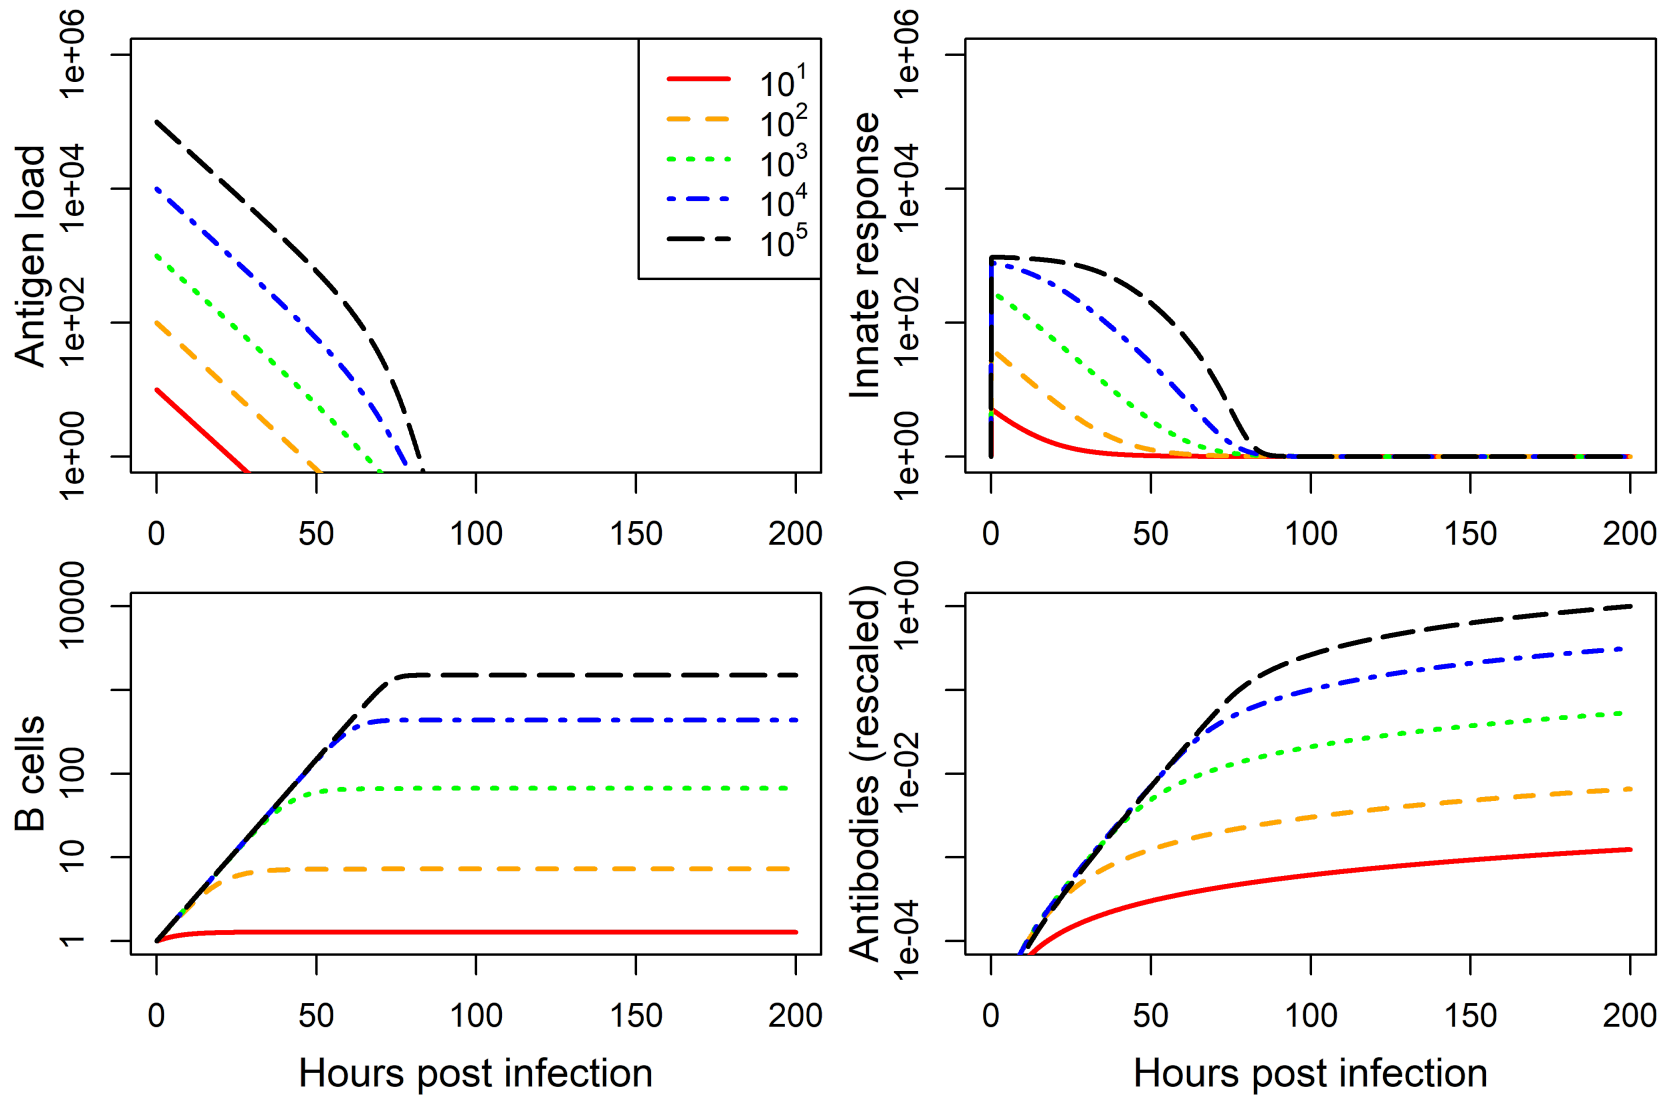 Antigen load
1e+00 1e+02 1e+04 1e+06
0 50 100 150 200
10^1
10^2
10^3
10^4
10^5
Innate response
1e+00 1e+02 1e+04 1e+06
0 50 100 150 200
B cells
1 10 100 10000
0 50 100 150 200
Hours post infection
Antibodies (rescaled)
1e-04 1e-02 1e+00
0 50 100 150 200
Hours post infection